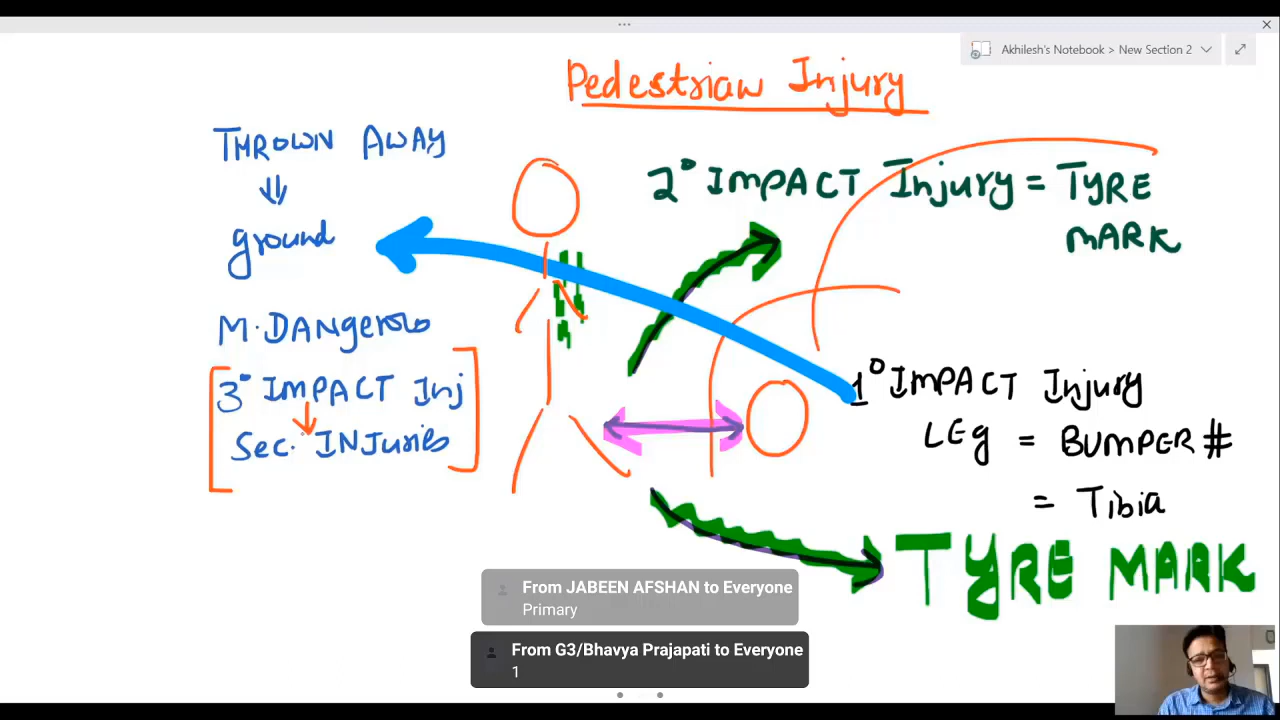 Akhilesh's Notebook > New Section 2
Pedestrian Injury
THROWN AWAY
⇓
ground
M. DANgerous
3° IMPACT Inj
Sec. INJuries
2° IMPACT Injury = TYRE
MARK
1° IMPACT Injury
LEg = BUMPER #
= Tibia
TYRE MARK
From JABEEN AFSHAN to Everyone
Primary
From G3/Bhavya Prajapati to Everyone
1